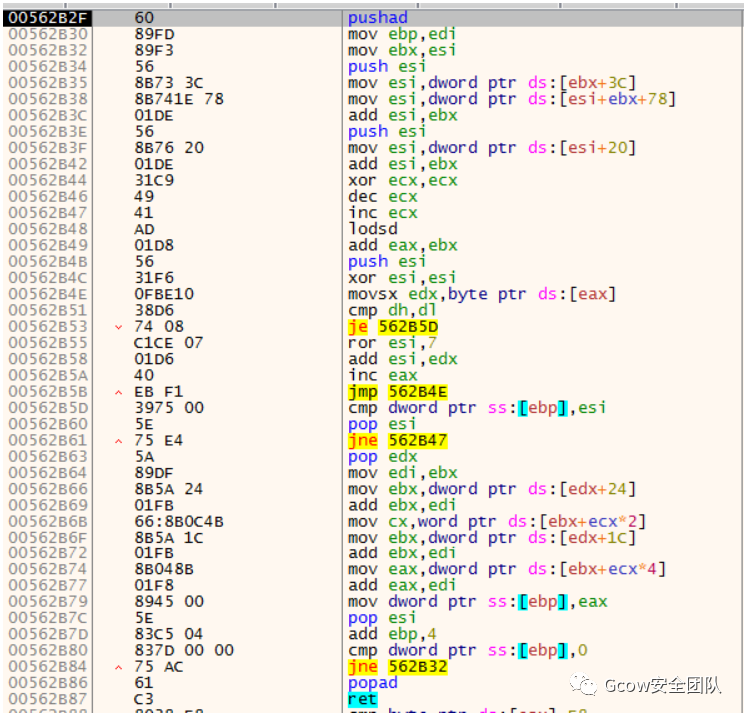 00562B2F 60 pushad
00562B30 89FD mov ebp,edi
00562B32 89F3 mov ebx,esi
00562B34 56 push esi
00562B35 8B73 3C mov esi,dword ptr ds:[ebx+3C]
00562B38 8B741E 78 mov esi,dword ptr ds:[esi+ebx+78]
00562B3C 01DE add esi,ebx
00562B3E 56 push esi
00562B3F 8B76 20 mov esi,dword ptr ds:[esi+20]
00562B42 01DE add esi,ebx
00562B44 31C9 xor ecx,ecx
00562B46 49 dec ecx
00562B47 41 inc ecx
00562B48 AD lodsd
00562B49 01D8 add eax,ebx
00562B4B 56 push esi
00562B4C 31F6 xor esi,esi
00562B4E 0FBE10 movsx edx,byte ptr ds:[eax]
00562B51 38D6 cmp dh,dl
00562B53 74 08 je 562B5D
00562B55 C1CE 07 ror esi,7
00562B58 01D6 add esi,edx
00562B5A 40 inc eax
00562B5B EB F1 jmp 562B4E
00562B5D 3975 00 cmp dword ptr ss:[ebp],esi
00562B60 5E pop esi
00562B61 75 E4 jne 562B47
00562B63 5A pop edx
00562B64 89DF mov edi,ebx
00562B66 8B5A 24 mov ebx,dword ptr ds:[edx+24]
00562B69 01FB add ebx,edi
00562B6B 66:8B0C4B mov cx,word ptr ds:[ebx+ecx*2]
00562B6F 8B5A 1C mov ebx,dword ptr ds:[edx+1C]
00562B72 01FB add ebx,edi
00562B74 8B048B mov eax,dword ptr ds:[ebx+ecx*4]
00562B77 01F8 add eax,edi
00562B79 8945 00 mov dword ptr ss:[ebp],eax
00562B7C 5E pop esi
00562B7D 83C5 04 add ebp,4
00562B80 837D 00 00 cmp dword ptr ss:[ebp],0
00562B84 75 AC jne 562B32
00562B86 61 popad
00562B87 C3 ret
Gcow安全团队